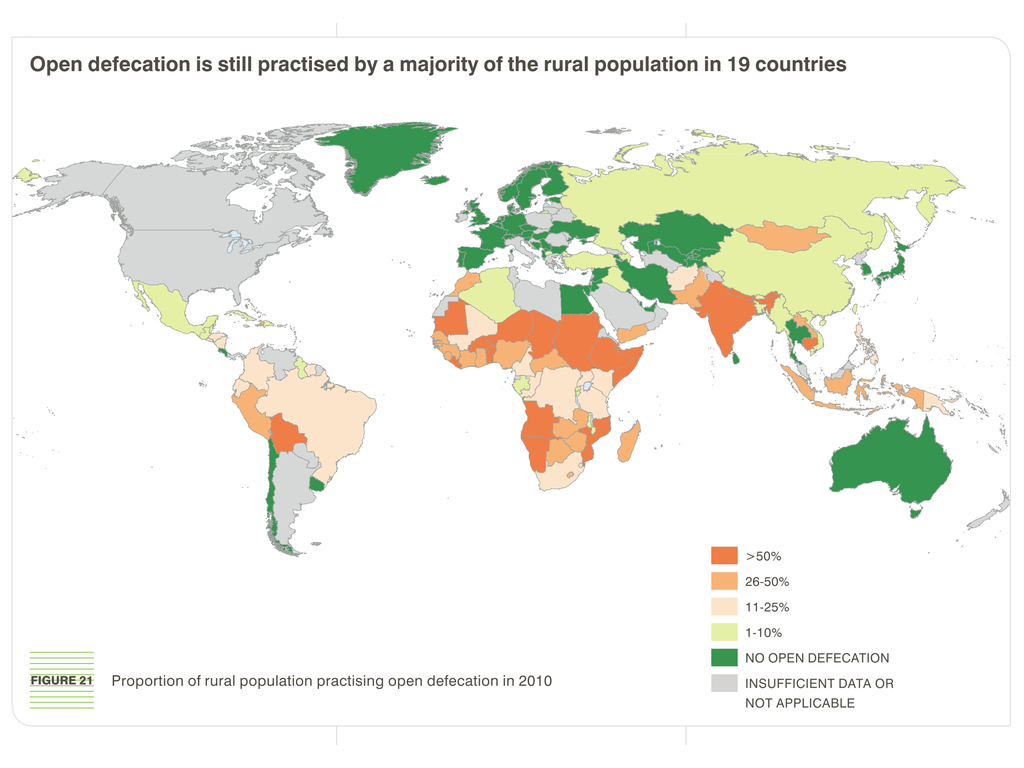 Open defecation is still practised by a majority of the rural population in 19 countries
>50%
26-50%
11-25%
1-10%
NO OPEN DEFECATION
INSUFFICIENT DATA OR
NOT APPLICABLE
FIGURE 21
Proportion of rural population practising open defecation in 2010